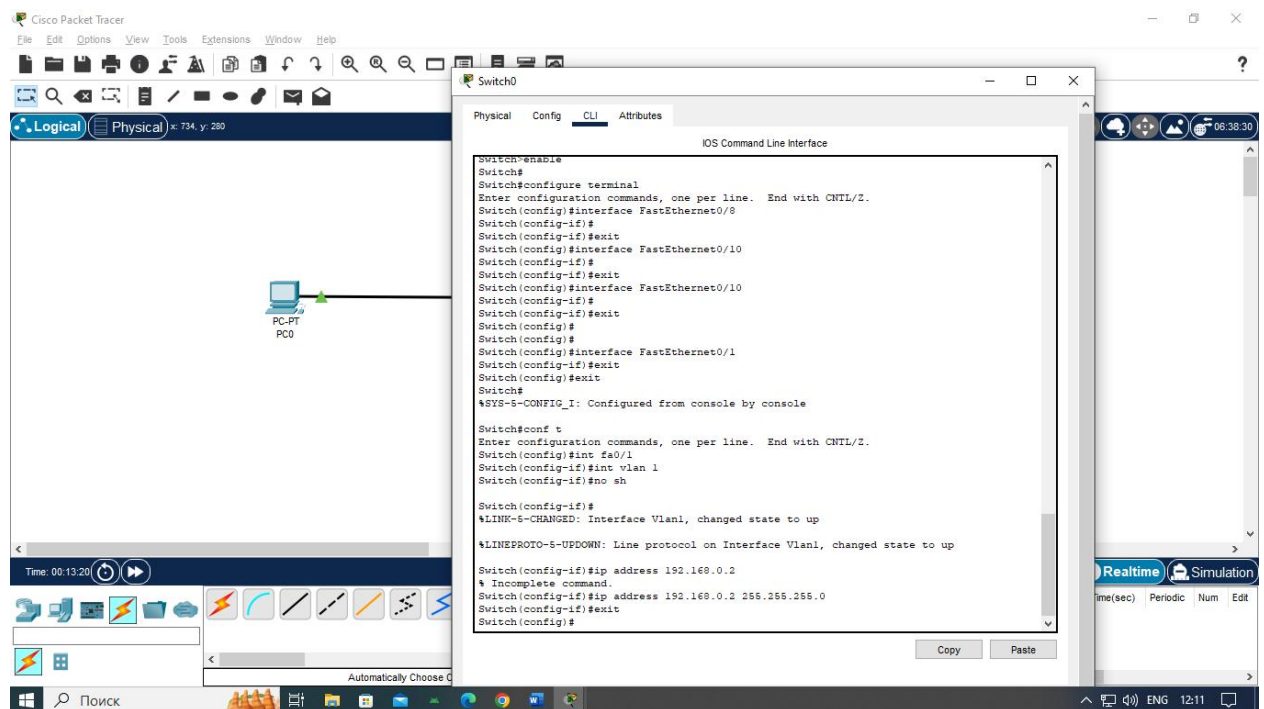 Cisco Packet Tracer
File Edit Options View Tools Extensions Window Help
?
Switch0
Logical Physical x: 734, y: 280
06:38:30
Physical Config CLI Attributes
IOS Command Line Interface
Switch>enable
Switch#
Switch#configure terminal
Enter configuration commands, one per line. End with CNTL/Z.
Switch(config)#interface FastEthernet0/8
Switch(config-if)#
Switch(config-if)#exit
Switch(config)#interface FastEthernet0/10
Switch(config-if)#
Switch(config-if)#exit
Switch(config)#interface FastEthernet0/10
Switch(config-if)#
Switch(config-if)#exit
Switch(config)#
Switch(config)#
Switch(config)#interface FastEthernet0/1
Switch(config-if)#exit
Switch(config)#exit
Switch#
%SYS-5-CONFIG_I: Configured from console by console
Switch#conf t
Enter configuration commands, one per line. End with CNTL/Z.
Switch(config)#int fa0/1
Switch(config-if)#int vlan 1
Switch(config-if)#no sh
Switch(config-if)#
%LINK-5-CHANGED: Interface Vlan1, changed state to up
%LINEPROTO-5-UPDOWN: Line protocol on Interface Vlan1, changed state to up
Switch(config-if)#ip address 192.168.0.2
% Incomplete command.
Switch(config-if)#ip address 192.168.0.2 255.255.255.0
Switch(config-if)#exit
Switch(config)#
Copy Paste
PC-PT
PC0
Time: 00:13:20
Realtime Simulation
Time(sec) Periodic Num Edit
Automatically Choose C
Поиск
ENG 12:11